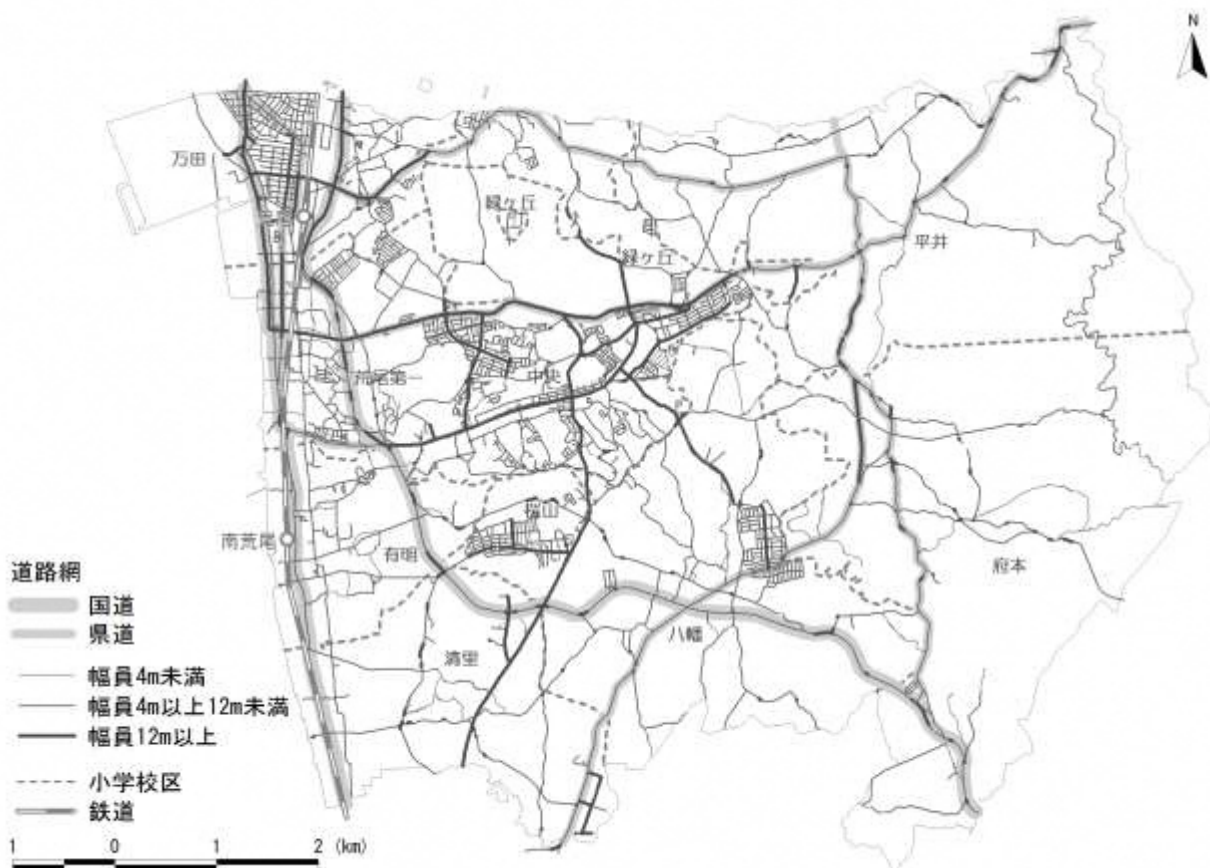 N
万田
緑ヶ丘
平井
緑ヶ丘
荒尾第一
中央
桜山
南荒尾
有明
府本
八幡
清里
道路網
国道
県道
幅員4m未満
幅員4m以上12m未満
幅員12m以上
小学校区
鉄道
1 0 1 2 (km)